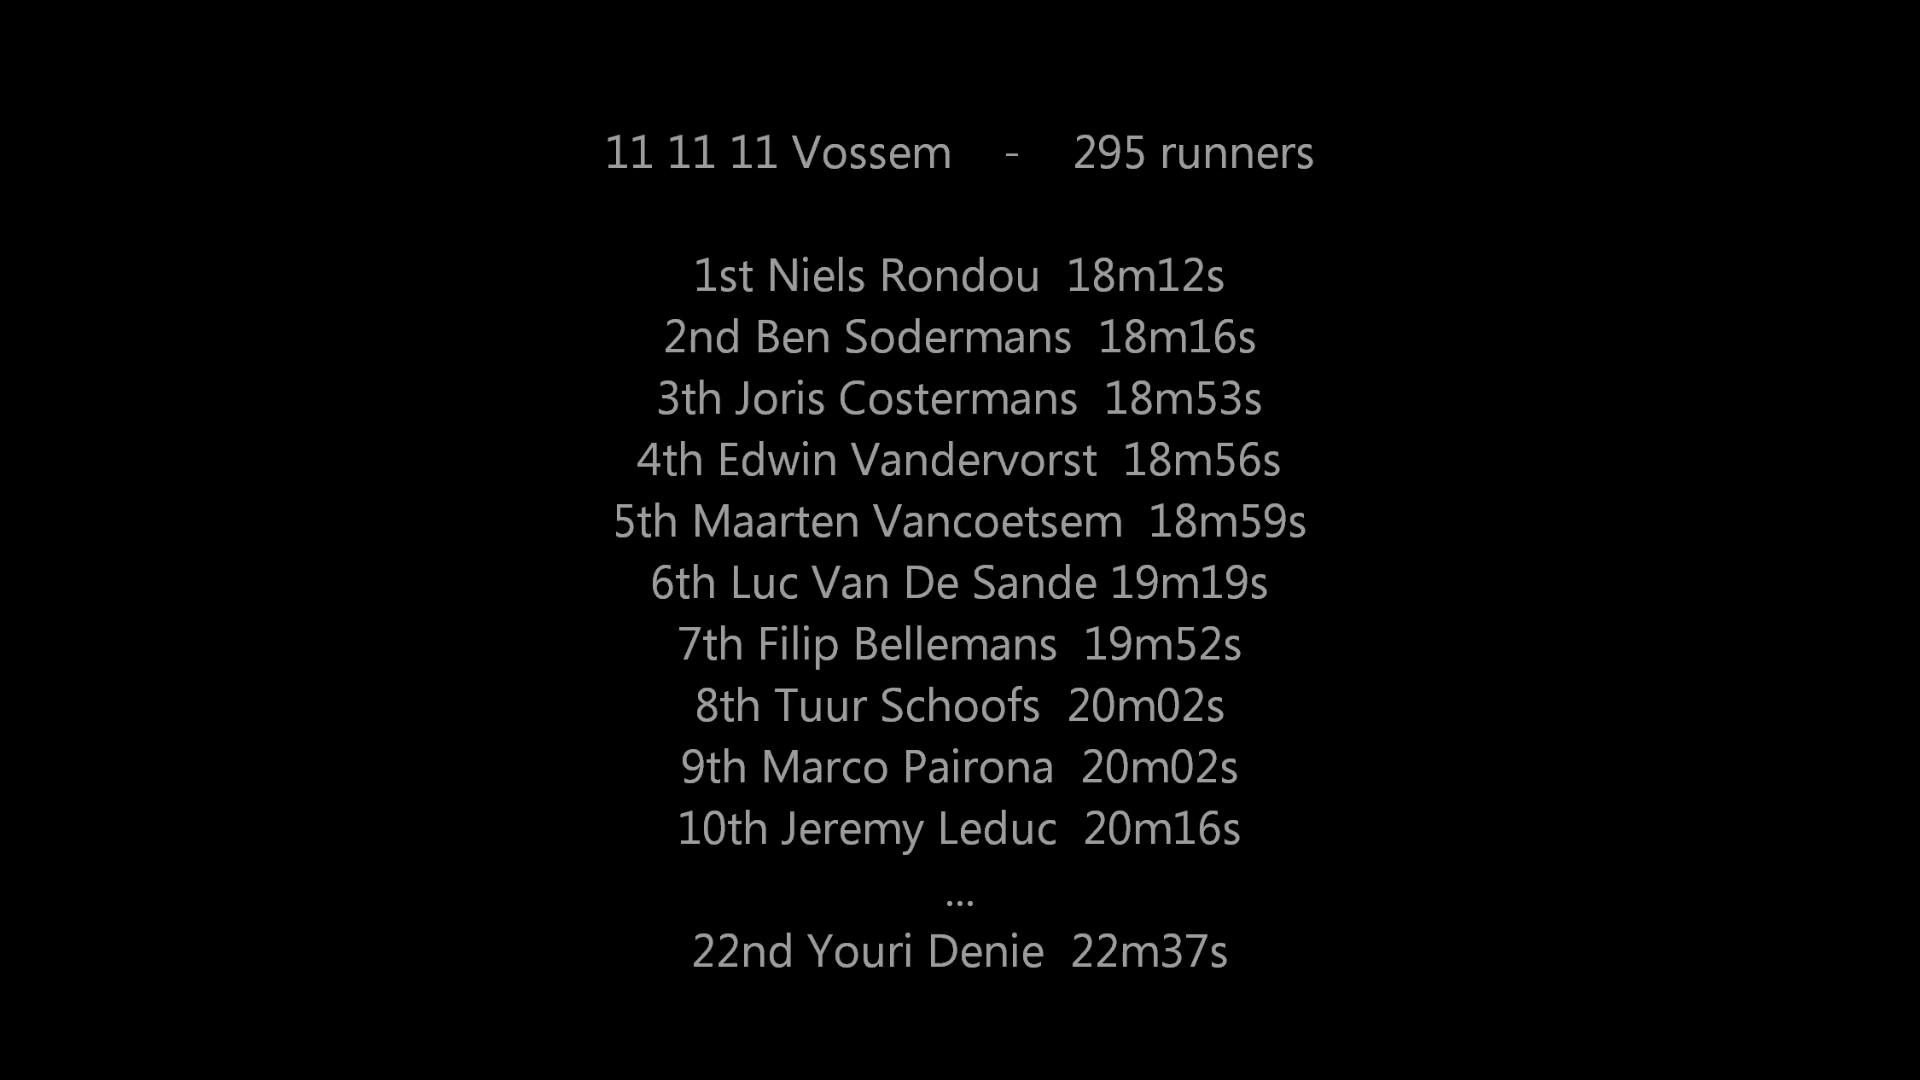 11 11 11 Vossem - 295 runners
1st Niels Rondou 18m12s
2nd Ben Sodermans 18m16s
3th Joris Costermans 18m53s
4th Edwin Vandervorst 18m56s
5th Maarten Vancoetsem 18m59s
6th Luc Van De Sande 19m19s
7th Filip Bellemans 19m52s
8th Tuur Schoofs 20m02s
9th Marco Pairona 20m02s
10th Jeremy Leduc 20m16s
...
22nd Youri Denie 22m37s